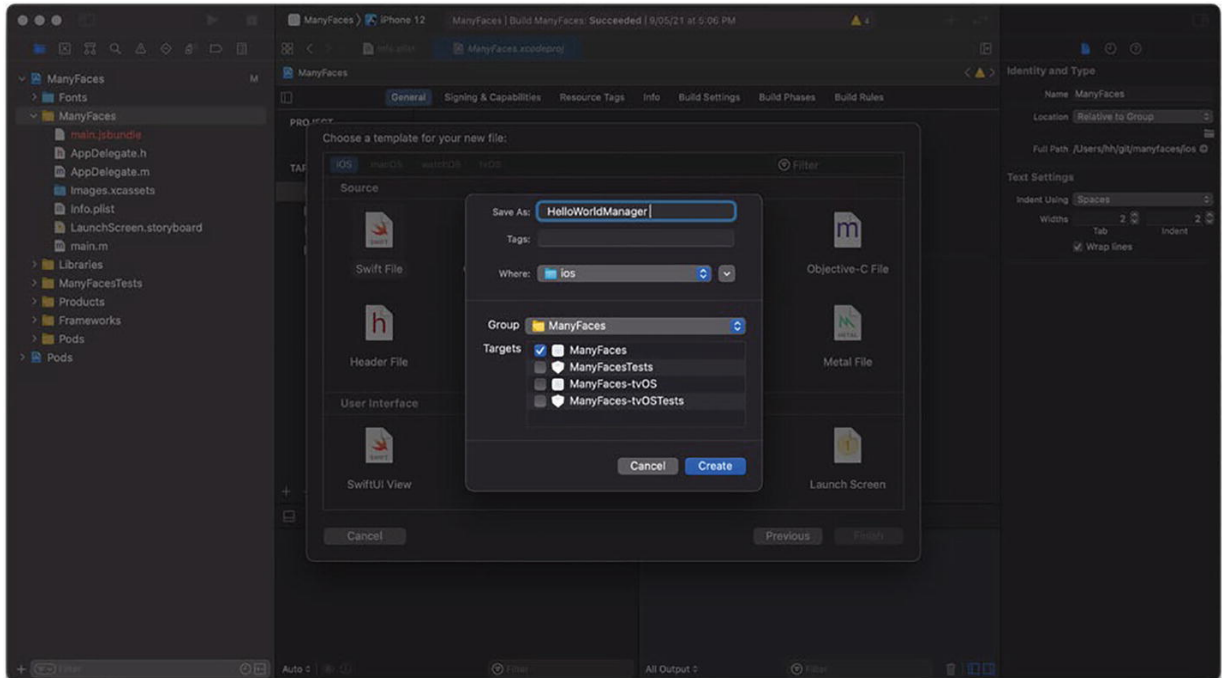 ManyFaces
iPhone 12
ManyFaces | Build ManyFaces: Succeeded | 9/05/21 at 5:06 PM
4
Info.plist
ManyFaces.xcodeproj
ManyFaces
M
Fonts
ManyFaces
main.jsbundle
AppDelegate.h
AppDelegate.m
Images.xcassets
Info.plist
LaunchScreen.storyboard
main.m
Libraries
ManyFacesTests
Products
Frameworks
Pods
Pods
Filter
ManyFaces
General Signing & Capabilities Resource Tags Info Build Settings Build Phases Build Rules
PROJECT
Choose a template for your new file:
iOS macOS watchOS tvOS
Filter
Source
Swift File
Objective-C File
Header File
Metal File
User Interface
SwiftUI View
Launch Screen
Cancel
Previous
Finish
Save As: HelloWorldManager
Tags:
Where: ios
Group ManyFaces
Targets ManyFaces
ManyFacesTests
ManyFaces-tvOS
ManyFaces-tvOSTests
Cancel
Create
Auto
Filter
All Output
Filter
Identity and Type
Name ManyFaces
Location Relative to Group
Full Path /Users/hh/git/manyfaces/ios
Text Settings
Indent Using Spaces
Widths 2 2
Tab Indent
Wrap lines